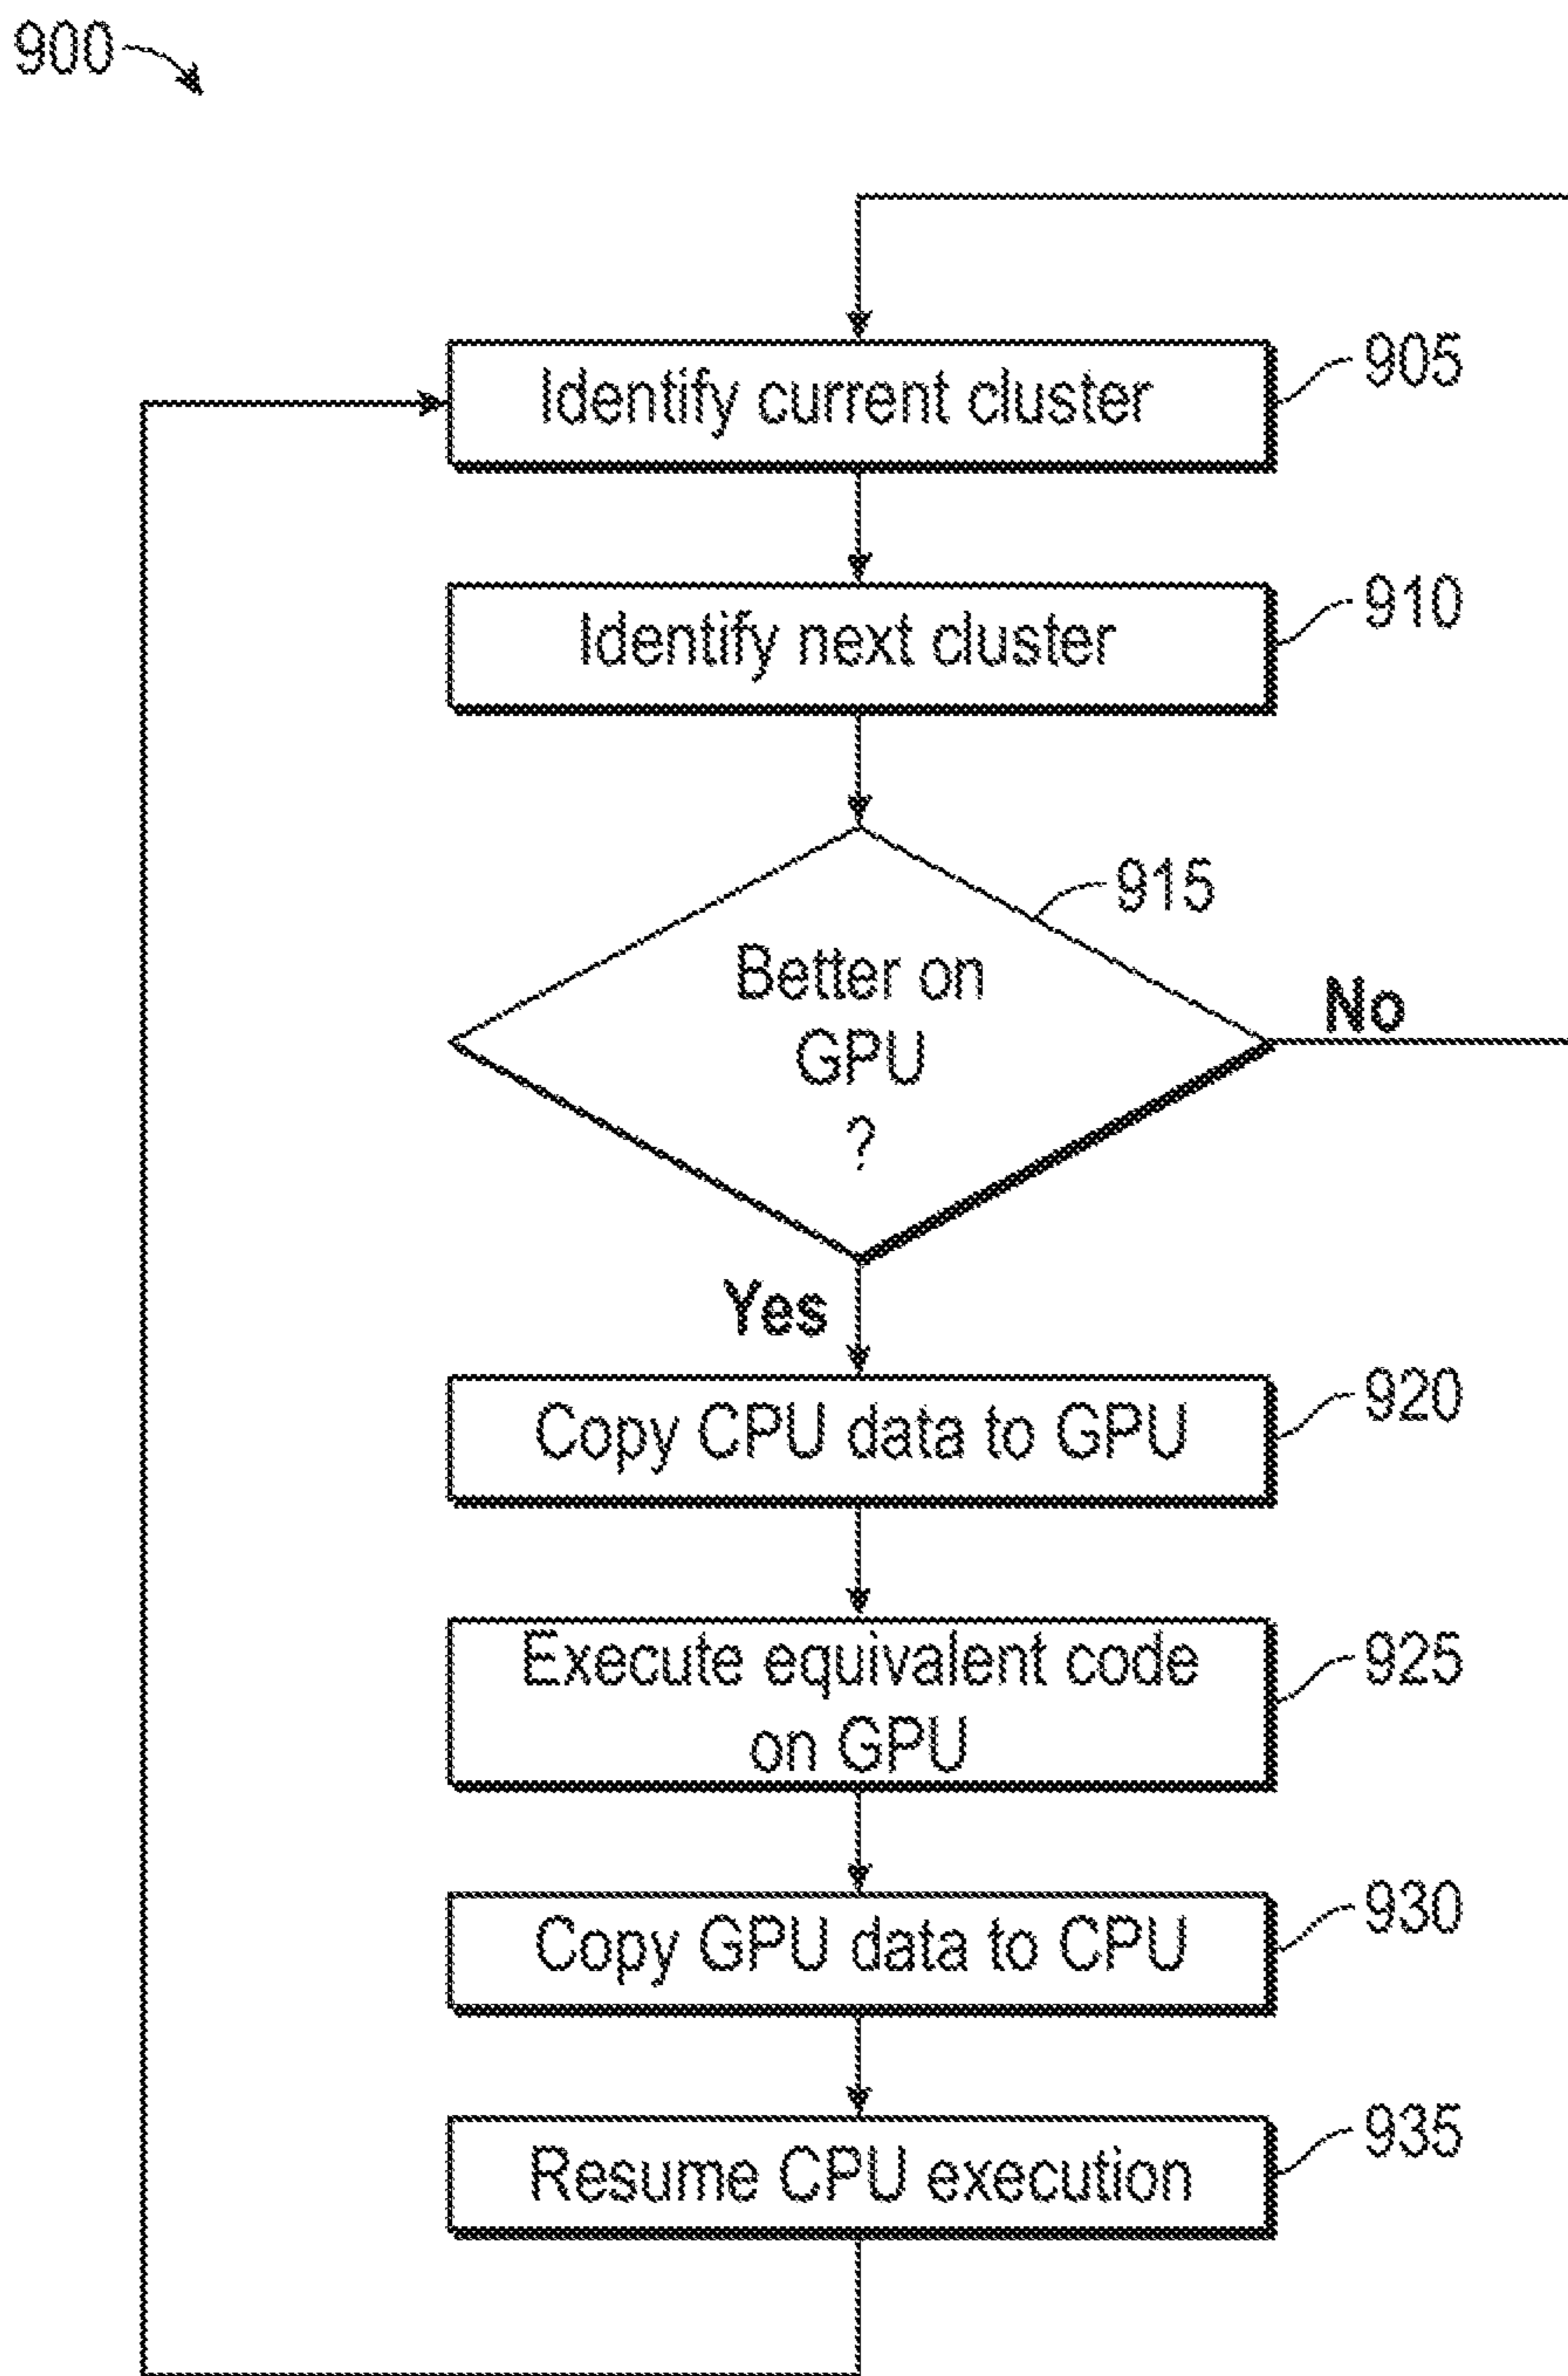 900
Identify current cluster
905
Identify next cluster
910
915
Better on
GPU
?
No
Yes
Copy CPU data to GPU
920
Execute equivalent code
on GPU
925
Copy GPU data to CPU
930
Resume CPU execution
935